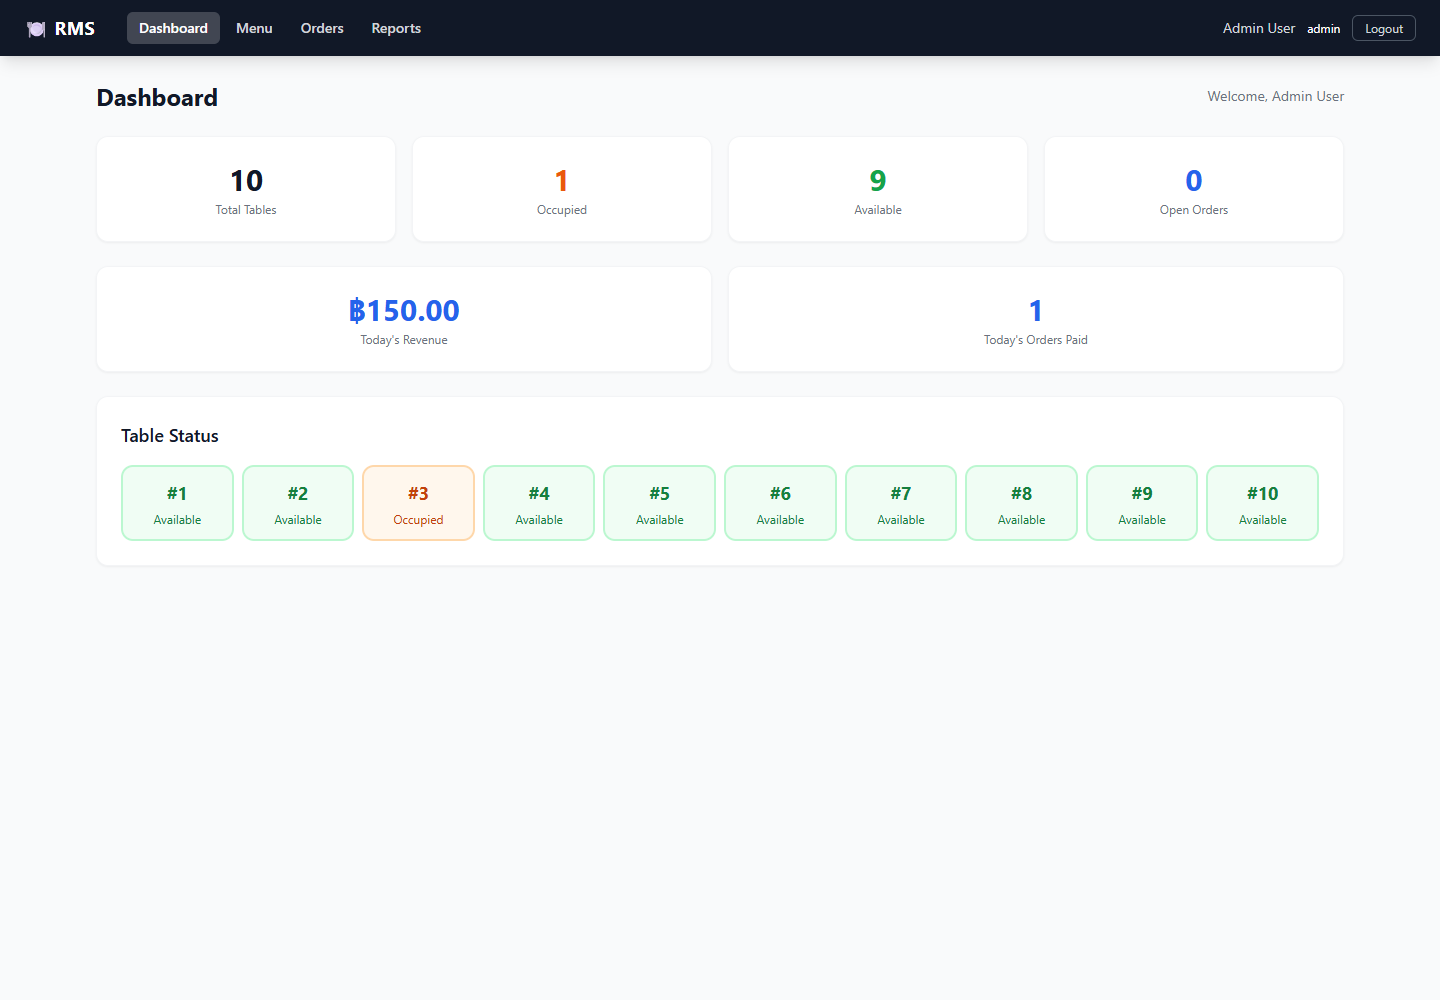 RMS Dashboard Menu Orders Reports Admin User admin Logout
Dashboard Welcome, Admin User
10 1 9 0
Total Tables Occupied Available Open Orders
฿150.00 1
Today's Revenue Today's Orders Paid
Table Status
#1 #2 #3 #4 #5 #6 #7 #8 #9 #10
Available Available Occupied Available Available Available Available Available Available Available